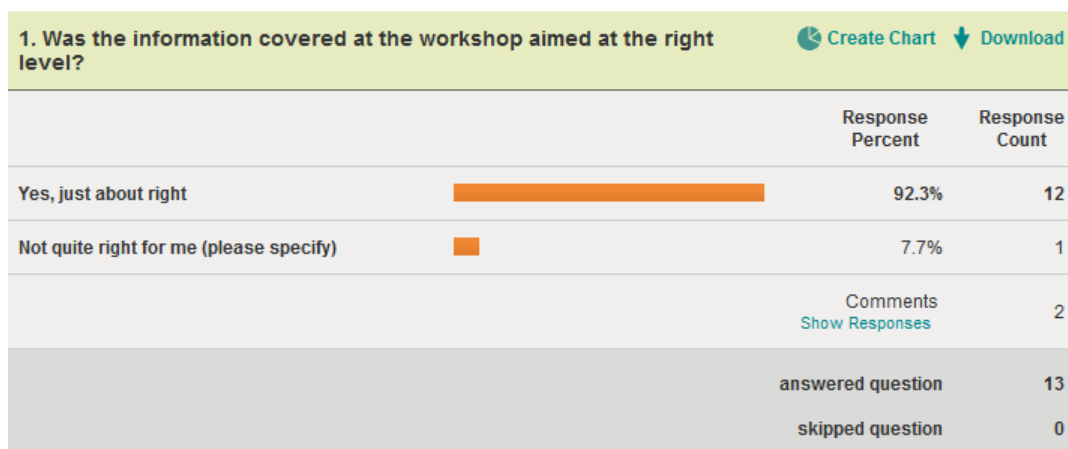 1. Was the information covered at the workshop aimed at the right level?
Create Chart Download
Response Percent Response Count
Yes, just about right 92.3% 12
Not quite right for me (please specify) 7.7% 1
Comments 2
Show Responses
answered question 13
skipped question 0